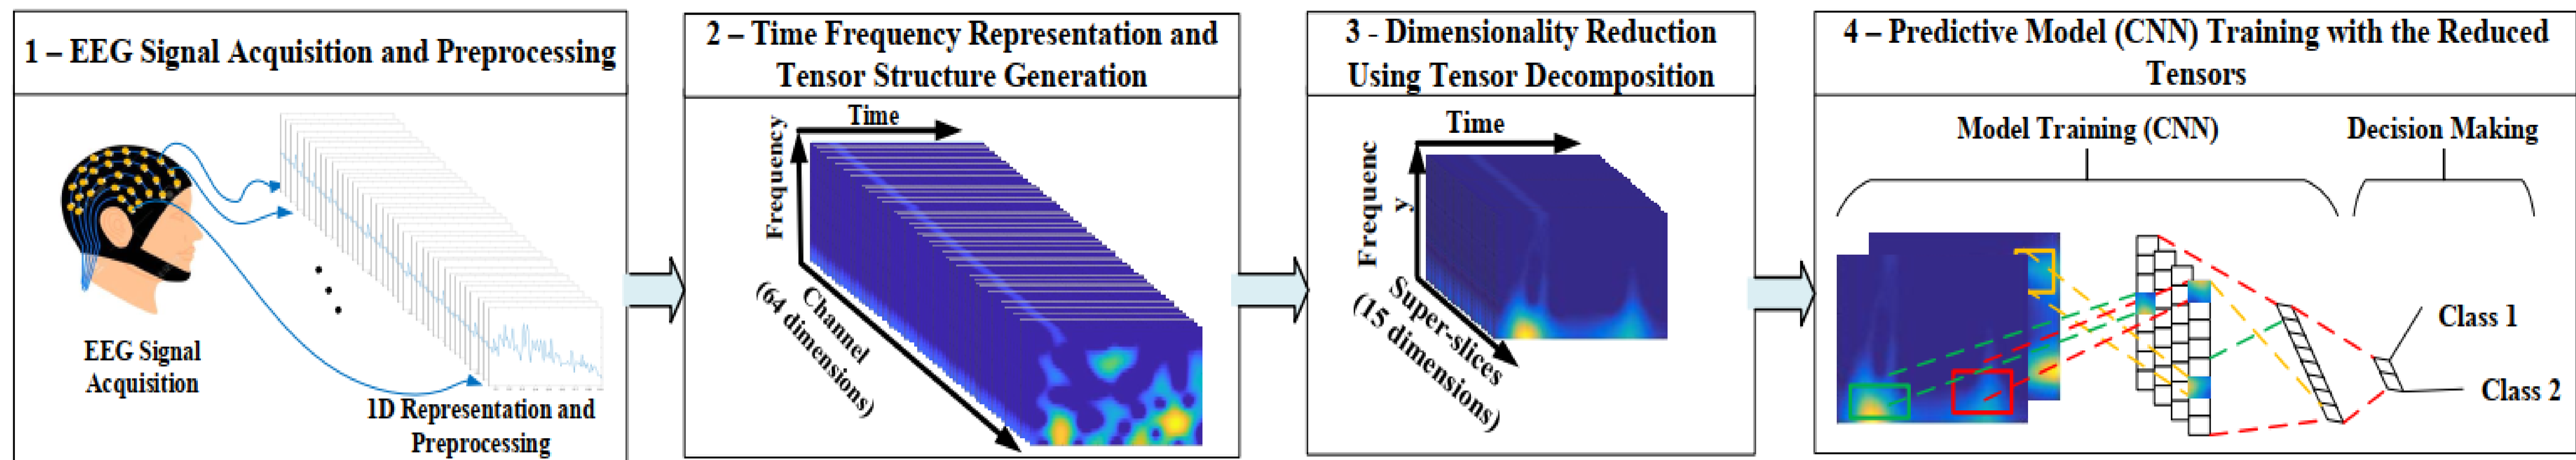 1 – EEG Signal Acquisition and Preprocessing
EEG Signal
Acquisition
1D Representation and
Preprocessing
2 – Time Frequency Representation and
Tensor Structure Generation
Time
Frequency
Channel
(64 dimensions)
3 - Dimensionality Reduction
Using Tensor Decomposition
Time
Frequenc
y
Super-slices
(15 dimensions)
4 – Predictive Model (CNN) Training with the Reduced
Tensors
Model Training (CNN)
Decision Making
Class 1
Class 2